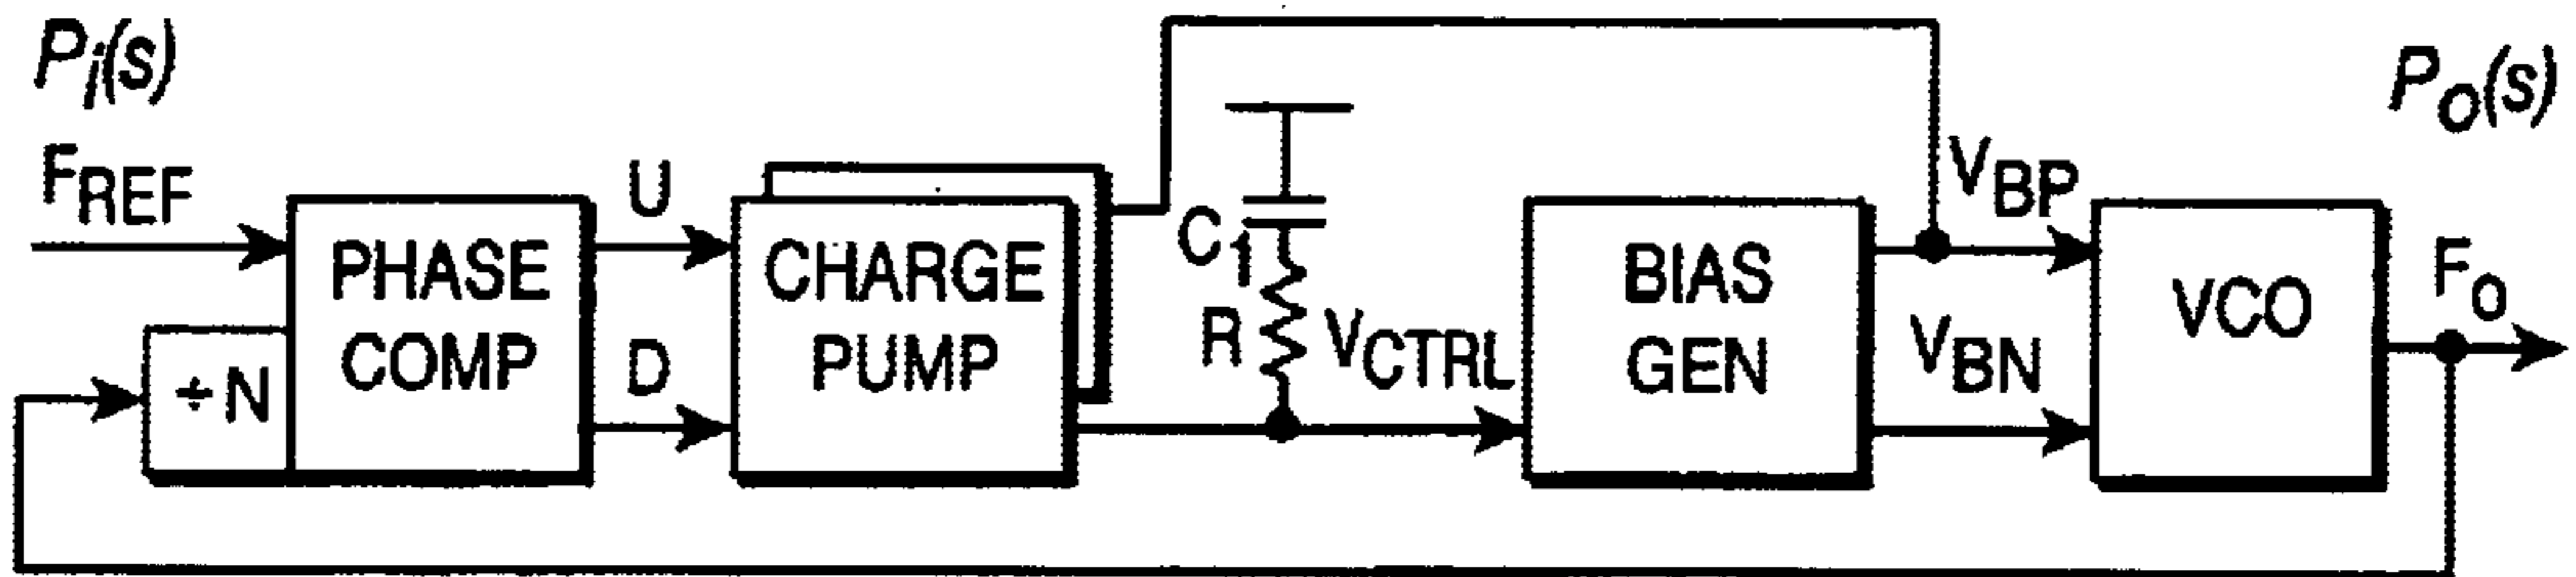 Pi(s)
FREF
PHASE
COMP
÷ N
U
D
CHARGE
PUMP
C1
R
VCTRL
BIAS
GEN
VBP
VBN
VCO
Po(s)
Fo